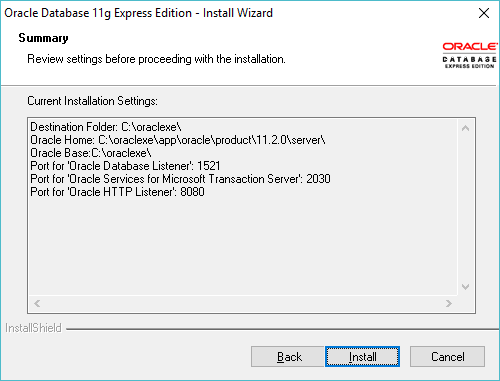 Oracle Database 11g Express Edition - Install Wizard
Summary
Review settings before proceeding with the installation.
ORACLE
DATABASE
EXPRESS EDITION
Current Installation Settings:
Destination Folder: C:\oraclexe\
Oracle Home: C:\oraclexe\app\oracle\product\11.2.0\server\
Oracle Base:C:\oraclexe\
Port for 'Oracle Database Listener': 1521
Port for 'Oracle Services for Microsoft Transaction Server': 2030
Port for 'Oracle HTTP Listener': 8080
InstallShield
Back Install Cancel